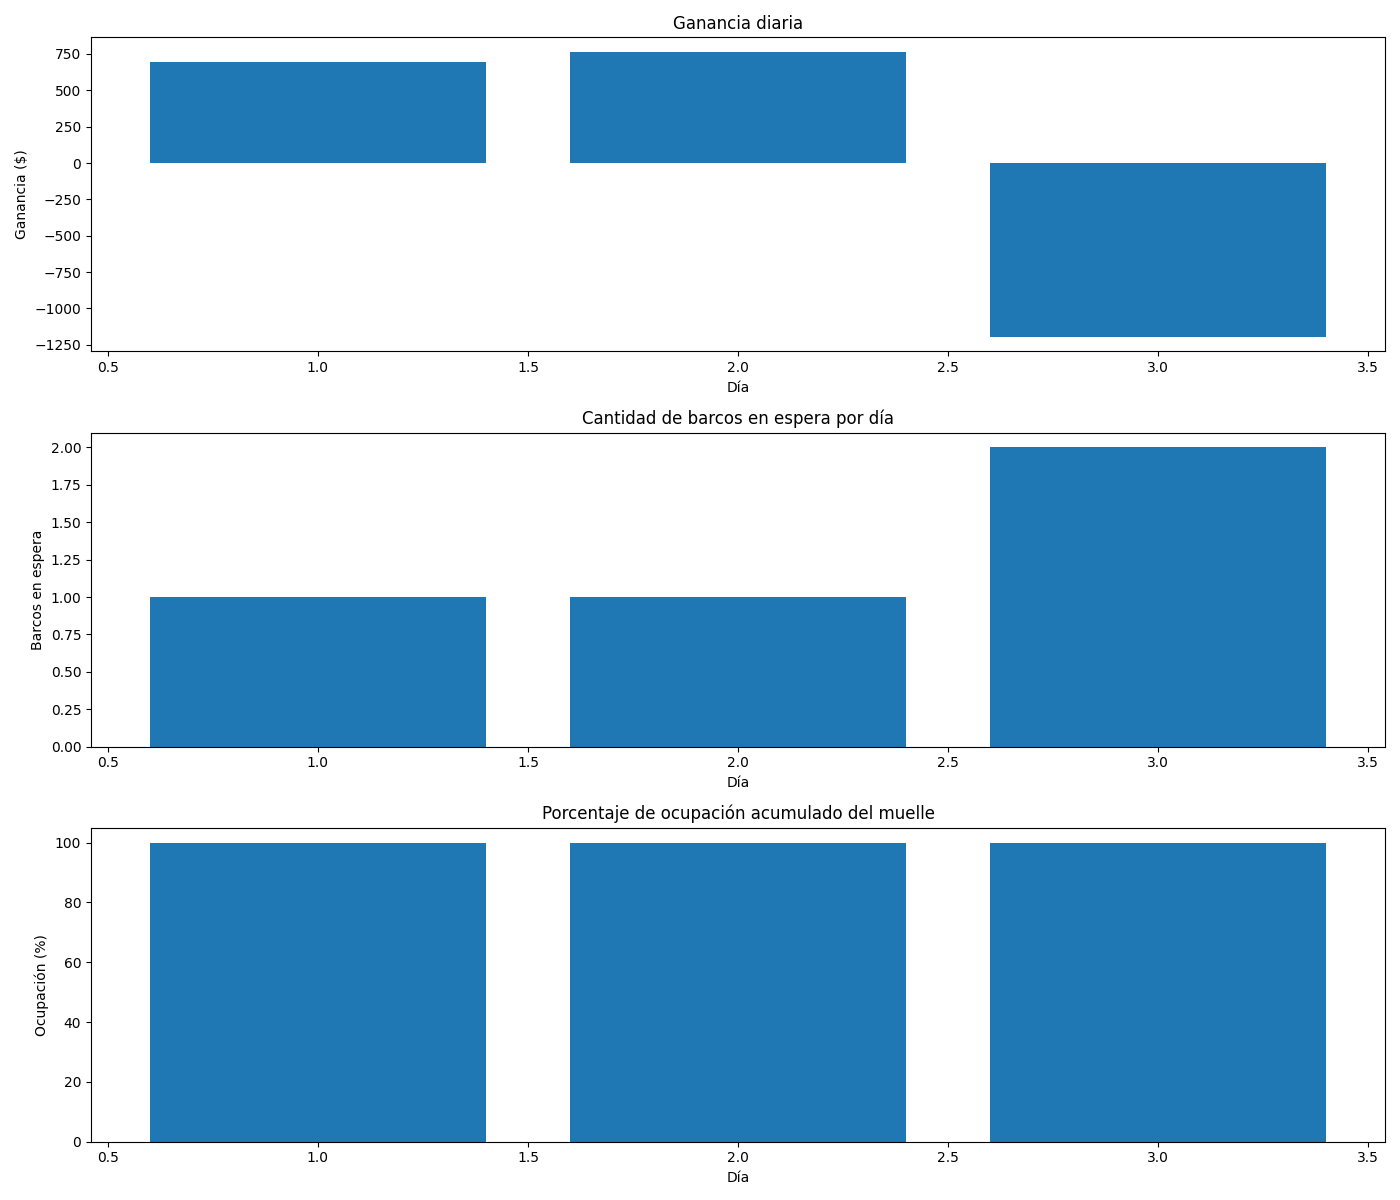 Ganancia diaria
750
500
250
0
−250
−500
−750
−1000
−1250
Ganancia ($)
0.5 1.0 1.5 2.0 2.5 3.0 3.5
Día
Cantidad de barcos en espera por día
2.00
1.75
1.50
1.25
1.00
0.75
0.50
0.25
0.00
Barcos en espera
0.5 1.0 1.5 2.0 2.5 3.0 3.5
Día
Porcentaje de ocupación acumulado del muelle
100
80
60
40
20
0
Ocupación (%)
0.5 1.0 1.5 2.0 2.5 3.0 3.5
Día